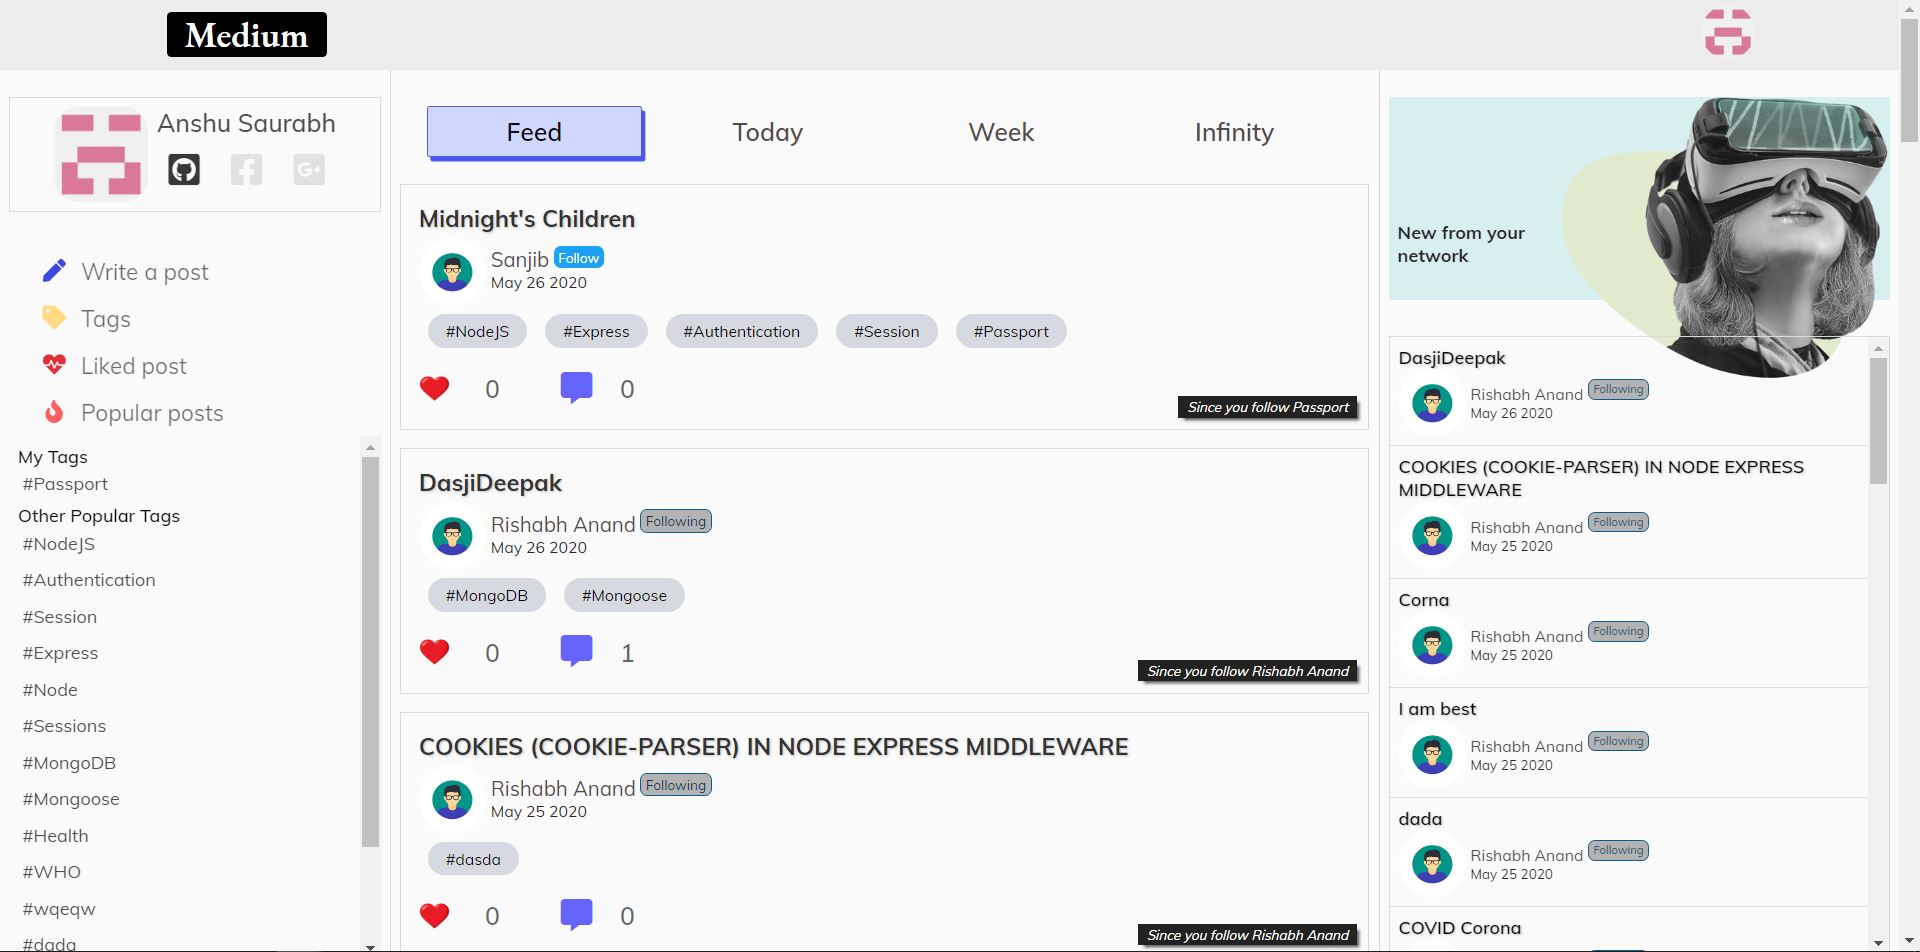 Medium
Anshu Saurabh
Write a post
Tags
Liked post
Popular posts
My Tags
#Passport
Other Popular Tags
#NodeJS
#Authentication
#Session
#Express
#Node
#Sessions
#MongoDB
#Mongoose
#Health
#WHO
#wqeqw
#dada
Feed Today Week Infinity
Midnight's Children
Sanjib Follow
May 26 2020
#NodeJS #Express #Authentication #Session #Passport
0 0
Since you follow Passport
DasjiDeepak
Rishabh Anand Following
May 26 2020
#MongoDB #Mongoose
0 1
Since you follow Rishabh Anand
COOKIES (COOKIE-PARSER) IN NODE EXPRESS MIDDLEWARE
Rishabh Anand Following
May 25 2020
#dasda
0 0
Since you follow Rishabh Anand
New from your
network
DasjiDeepak
Rishabh Anand Following
May 26 2020
COOKIES (COOKIE-PARSER) IN NODE EXPRESS
MIDDLEWARE
Rishabh Anand Following
May 25 2020
Corna
Rishabh Anand Following
May 25 2020
I am best
Rishabh Anand Following
May 25 2020
dada
Rishabh Anand Following
May 25 2020
COVID Corona